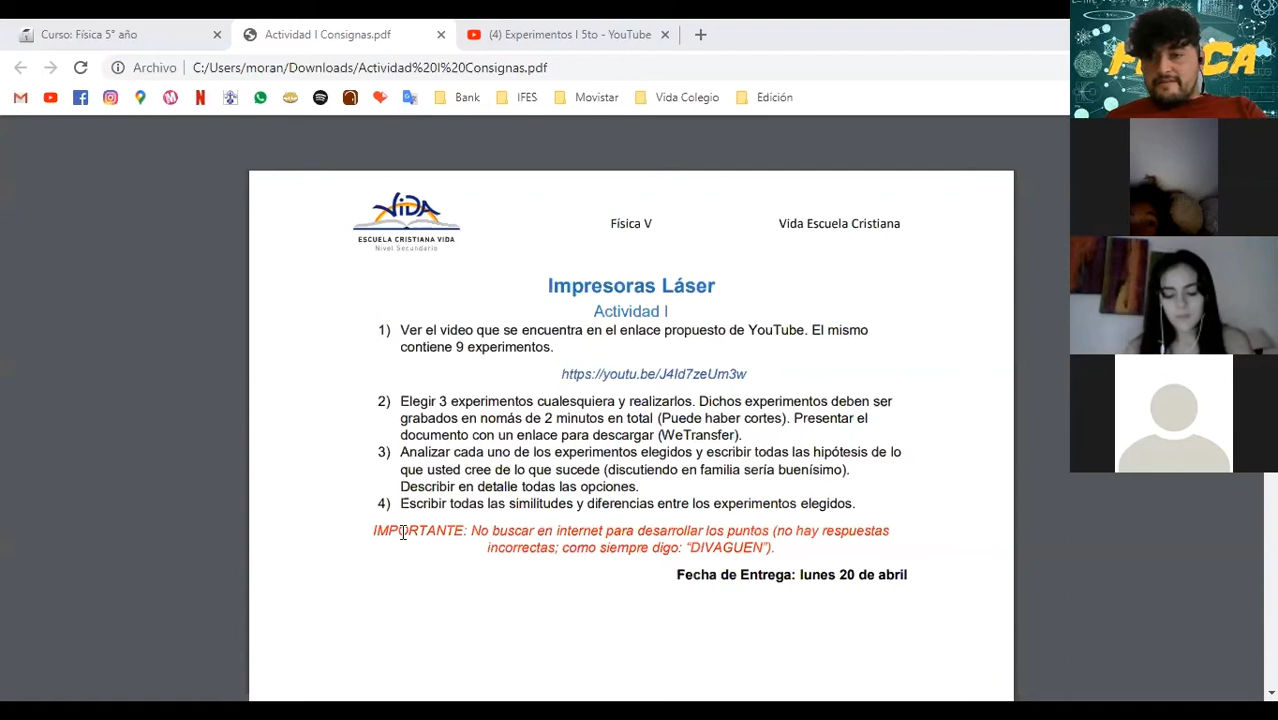 Curso: Física 5° año
Actividad I Consignas.pdf
(4) Experimentos I 5to - YouTube
Archivo
C:/Users/moran/Downloads/Actividad%20I%20Consignas.pdf
Bank
IFES
Movistar
Vida Colegio
Edición
ViDA
ESCUELA CRISTIANA VIDA
Nivel Secundario
Física V
Vida Escuela Cristiana
Impresoras Láser
Actividad I
1) Ver el video que se encuentra en el enlace propuesto de YouTube. El mismo
contiene 9 experimentos.
https://youtu.be/J4Id7zeUm3w
2) Elegir 3 experimentos cualesquiera y realizarlos. Dichos experimentos deben ser
grabados en nomás de 2 minutos en total (Puede haber cortes). Presentar el
documento con un enlace para descargar (WeTransfer).
3) Analizar cada uno de los experimentos elegidos y escribir todas las hipótesis de lo
que usted cree de lo que sucede (discutiendo en familia sería buenísimo).
Describir en detalle todas las opciones.
4) Escribir todas las similitudes y diferencias entre los experimentos elegidos.
IMPORTANTE: No buscar en internet para desarrollar los puntos (no hay respuestas
incorrectas; como siempre digo: “DIVAGUEN”).
Fecha de Entrega: lunes 20 de abril